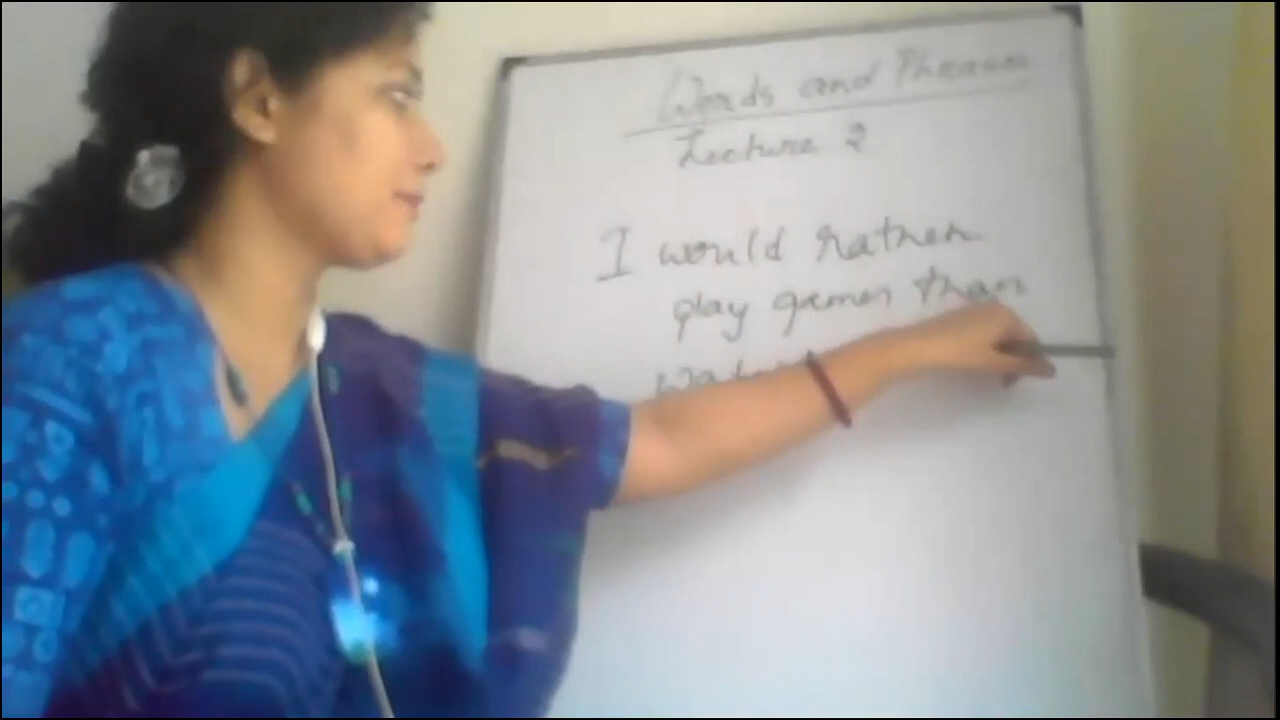 Words and Phrases
Lecture 2
I would rather
play games than